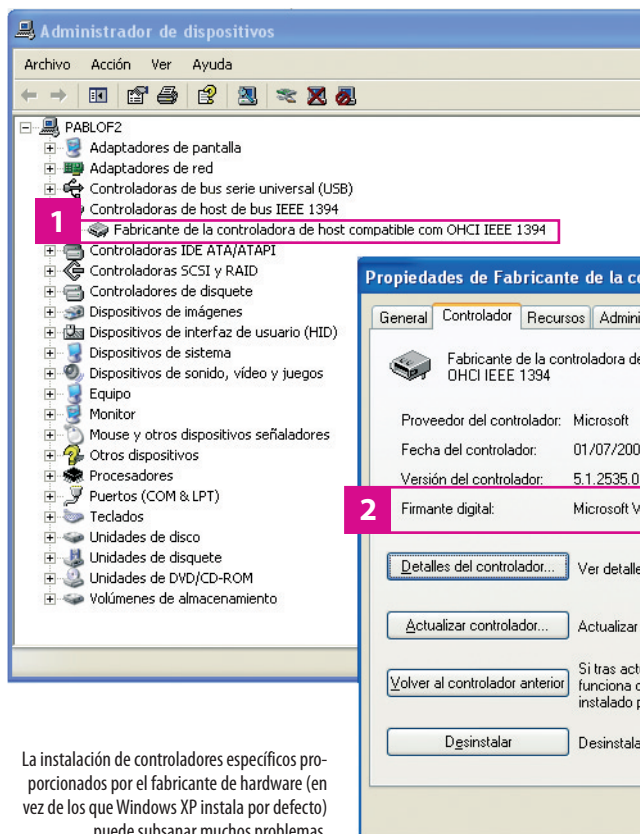 Administrador de dispositivos
Archivo Acción Ver Ayuda
PABLOF2
Adaptadores de pantalla
Adaptadores de red
Controladoras de bus serie universal (USB)
Controladoras de host de bus IEEE 1394
1
Fabricante de la controladora de host compatible com OHCI IEEE 1394
Controladoras IDE ATA/ATAPI
Controladoras SCSI y RAID
Controladores de disquete
Dispositivos de imágenes
Dispositivos de interfaz de usuario (HID)
Dispositivos de sistema
Dispositivos de sonido, vídeo y juegos
Equipo
Monitor
Mouse y otros dispositivos señaladores
Otros dispositivos
Procesadores
Puertos (COM & LPT)
Teclados
Unidades de disco
Unidades de disquete
Unidades de DVD/CD-ROM
Volúmenes de almacenamiento
Propiedades de Fabricante de la
General Controlador Recursos
Fabricante de la controladora
OHCI IEEE 1394
Proveedor del controlador: Microsoft
Fecha del controlador: 01/07/200
Versión del controlador: 5.1.2535.0
2
Firmante digital: Microsoft
Detalles del controlador... Ver
Actualizar controlador... Actualizar
Volver al controlador anterior
Si tras
funciona
instalado
Desinstalar
La instalación de controladores específicos pro-
porcionados por el fabricante de hardware (en
vez de los que Windows XP instala por defecto)
puede subsanar muchos problemas.